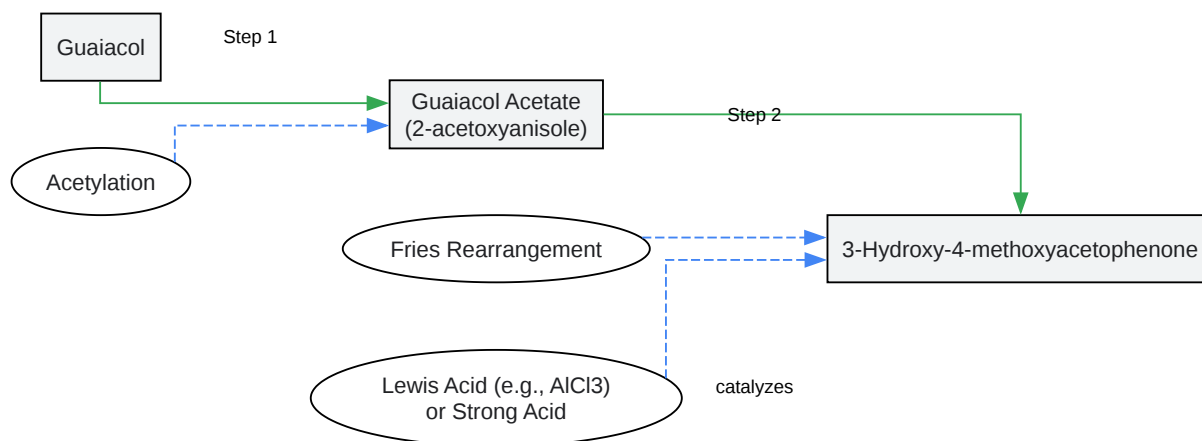 Guaiacol
Step 1
Guaiacol Acetate
(2-acetoxyanisole)
Step 2
Acetylation
Fries Rearrangement
3-Hydroxy-4-methoxyacetophenone
Lewis Acid (e.g., AlCl3)
or Strong Acid
catalyzes